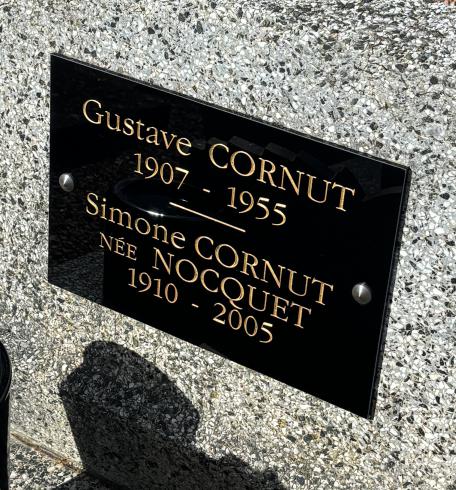 Gustave CORNUT
1907 - 1955
Simone CORNUT
NÉE NOCQUET
1910 - 2005